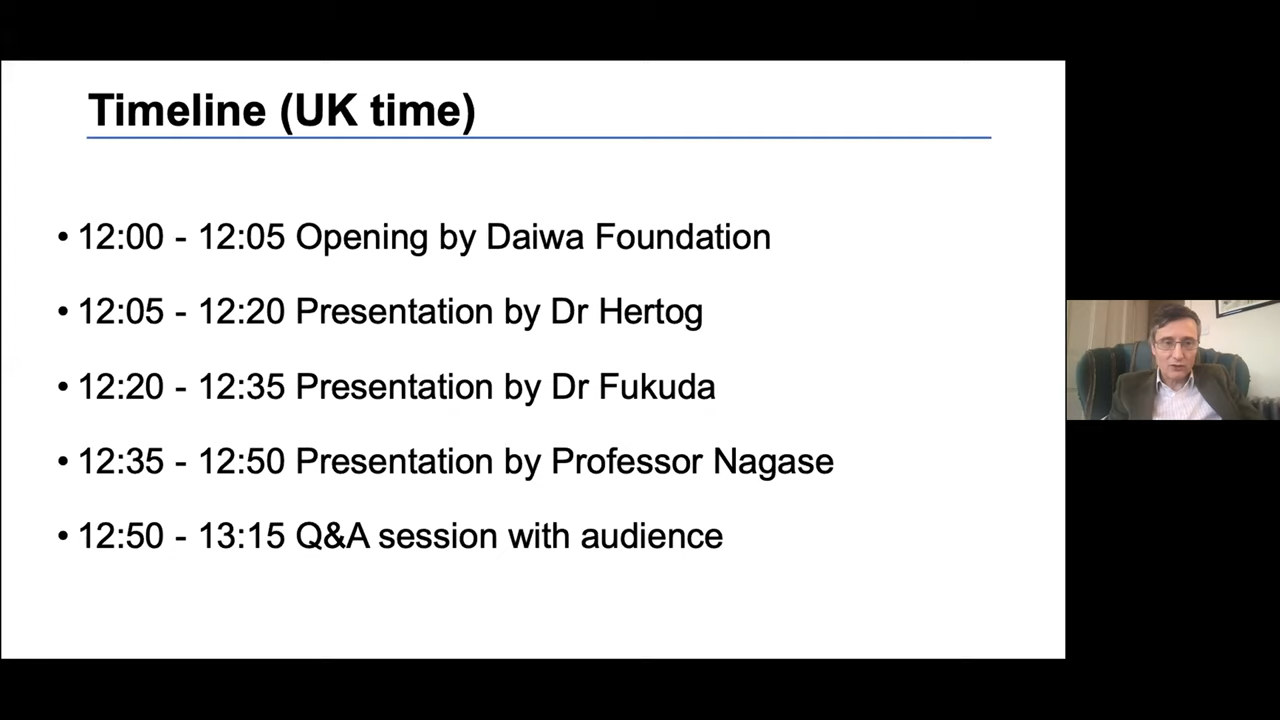 Timeline (UK time)
• 12:00 - 12:05 Opening by Daiwa Foundation
• 12:05 - 12:20 Presentation by Dr Hertog
• 12:20 - 12:35 Presentation by Dr Fukuda
• 12:35 - 12:50 Presentation by Professor Nagase
• 12:50 - 13:15 Q&A session with audience